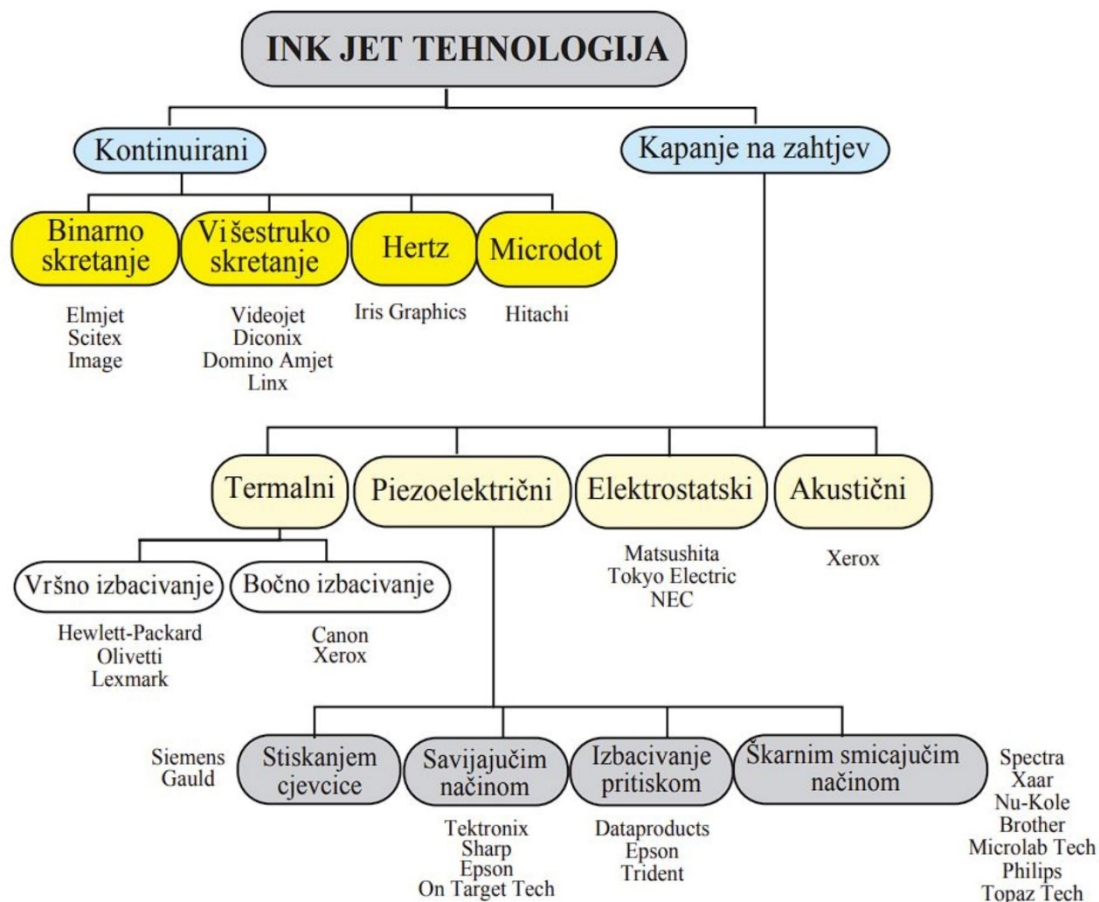 INK JET TEHNOLOGIJA
Kontinuirani
Kapanje na zahtjev
Binarno
skretanje
Višestruko
skretanje
Hertz
Microdot
Elmjet
Scitex
Image
Videojet
Diconix
Domino Amjet
Linx
Iris Graphics
Hitachi
Termalni
Piezoelektrični
Elektrostatski
Akustični
Matsushita
Tokyo Electric
NEC
Xerox
Vršno izbacivanje
Bočno izbacivanje
Hewlett-Packard
Olivetti
Lexmark
Canon
Xerox
Siemens
Gauld
Stiskanjem
cjevcice
Savijajučim
načinom
Izbacivanje
pritiskom
Škarnim smicajučim
načinom
Tektronix
Sharp
Epson
On Target Tech
Dataproducts
Epson
Trident
Spectra
Xaar
Nu-Kole
Brother
Microlab Tech
Philips
Topaz Tech